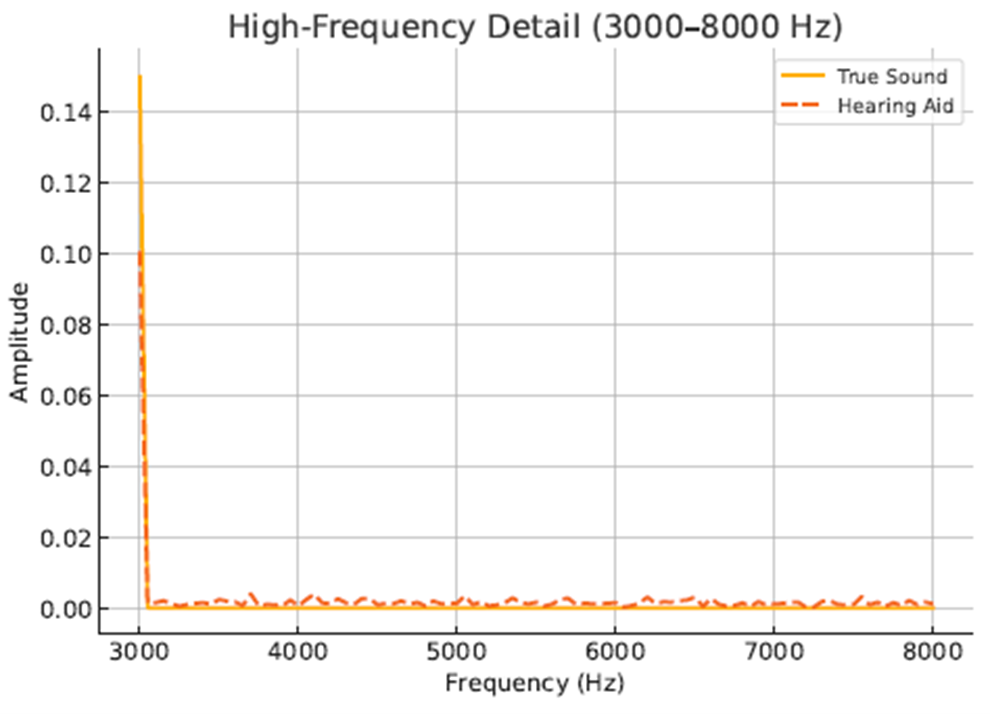 High-Frequency Detail (3000–8000 Hz)
True Sound
Hearing Aid
0.14
0.12
0.10
0.08
0.06
0.04
0.02
0.00
Amplitude
3000 4000 5000 6000 7000 8000
Frequency (Hz)